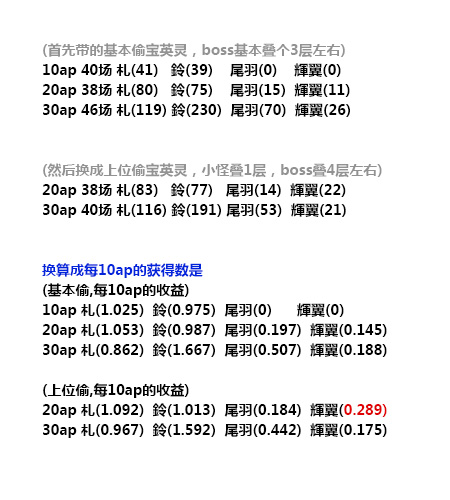 (首先带的基本偷宝英灵，boss基本叠个3层左右)
10ap 40场 札(41) 鈴(39) 尾羽(0) 輝翼(0)
20ap 38场 札(80) 鈴(75) 尾羽(15) 輝翼(11)
30ap 46场 札(119) 鈴(230) 尾羽(70) 輝翼(26)
(然后换成上位偷宝英灵，小怪叠1层，boss叠4层左右)
20ap 38场 札(83) 鈴(77) 尾羽(14) 輝翼(22)
30ap 40场 札(116) 鈴(191) 尾羽(53) 輝翼(21)
换算成每10ap的获得数是
(基本偷,每10ap的收益)
10ap 札(1.025) 鈴(0.975) 尾羽(0) 輝翼(0)
20ap 札(1.053) 鈴(0.987) 尾羽(0.197) 輝翼(0.145)
30ap 札(0.862) 鈴(1.667) 尾羽(0.507) 輝翼(0.188)
(上位偷,每10ap的收益)
20ap 札(1.092) 鈴(1.013) 尾羽(0.184) 輝翼(0.289)
30ap 札(0.967) 鈴(1.592) 尾羽(0.442) 輝翼(0.175)